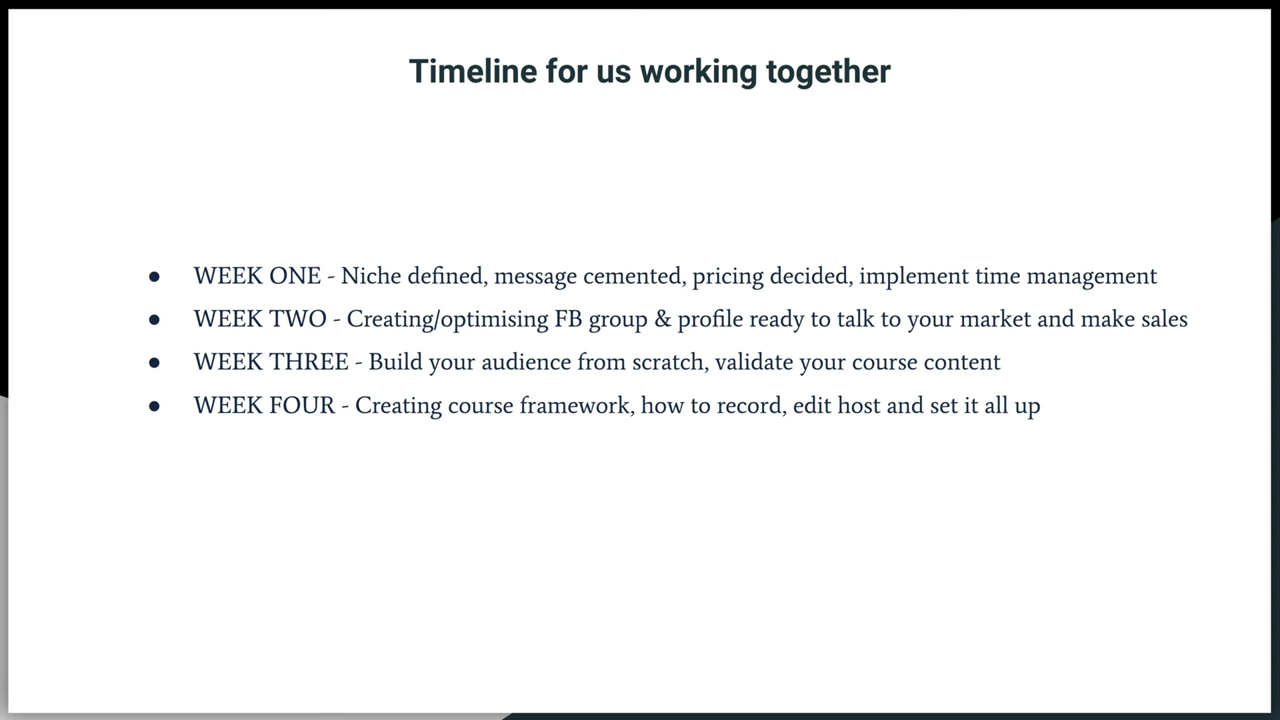 Timeline for us working together
● WEEK ONE - Niche defined, message cemented, pricing decided, implement time management
● WEEK TWO - Creating/optimising FB group & profile ready to talk to your market and make sales
● WEEK THREE - Build your audience from scratch, validate your course content
● WEEK FOUR - Creating course framework, how to record, edit host and set it all up